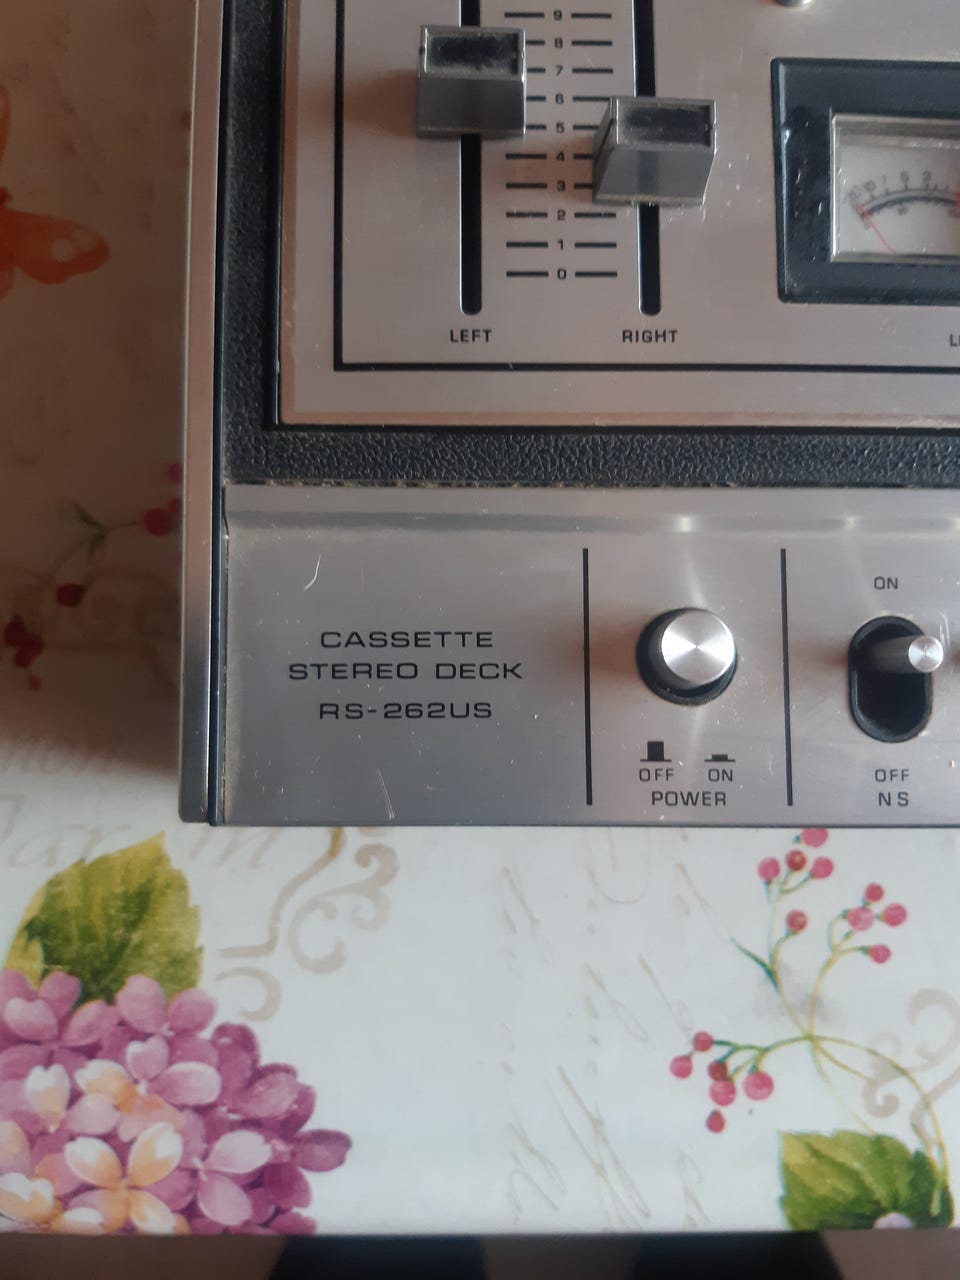 9
8
7
6
5
4
3
2
1
0
LEFT RIGHT
CASSETTE
STEREO DECK
RS-262US
OFF ON
POWER
ON
OFF
NS